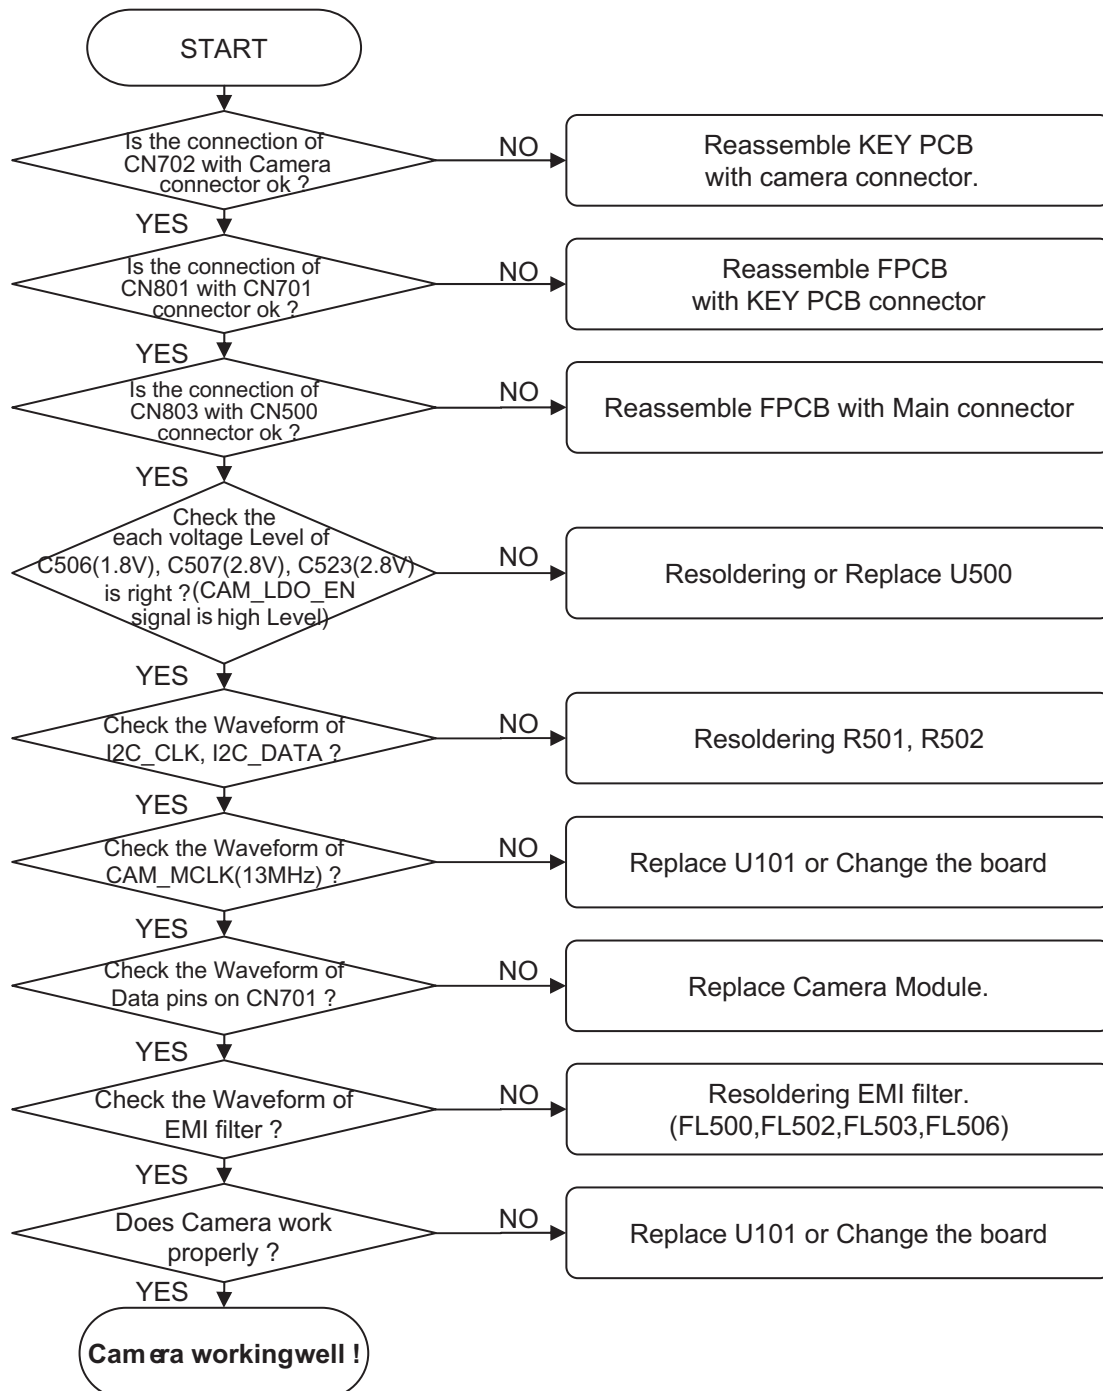 START
Is the connection of
CN702 with Camera
connector ok ?
NO
Reassemble KEY PCB
with camera connector.
YES
Is the connection of
CN801 with CN701
connector ok ?
NO
Reassemble FPCB
with KEY PCB connector
YES
Is the connection of
CN803 with CN500
connector ok ?
NO
Reassemble FPCB with Main connector
YES
Check the
each voltage Level of
C506(1.8V), C507(2.8V), C523(2.8V)
is right ?(CAM_LDO_EN
signal is high Level)
NO
Resoldering or Replace U500
YES
Check the Waveform of
I2C_CLK, I2C_DATA ?
NO
Resoldering R501, R502
YES
Check the Waveform of
CAM_MCLK(13MHz) ?
NO
Replace U101 or Change the board
YES
Check the Waveform of
Data pins on CN701 ?
NO
Replace Camera Module.
YES
Check the Waveform of
EMI filter ?
NO
Resoldering EMI filter.
(FL500,FL502,FL503,FL506)
YES
Does Camera work
properly ?
NO
Replace U101 or Change the board
YES
Camera workingwell !